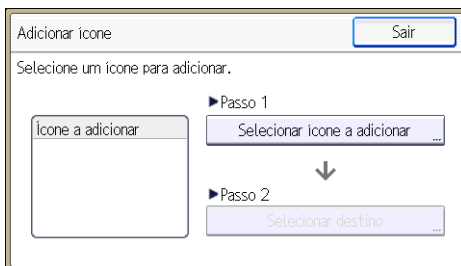 Adicionar ícone
Sair
Selecione um ícone para adicionar.
Ícone a adicionar
▶Passo 1
Selecionar ícone a adicionar ...
▶Passo 2
Selecionar destino ...